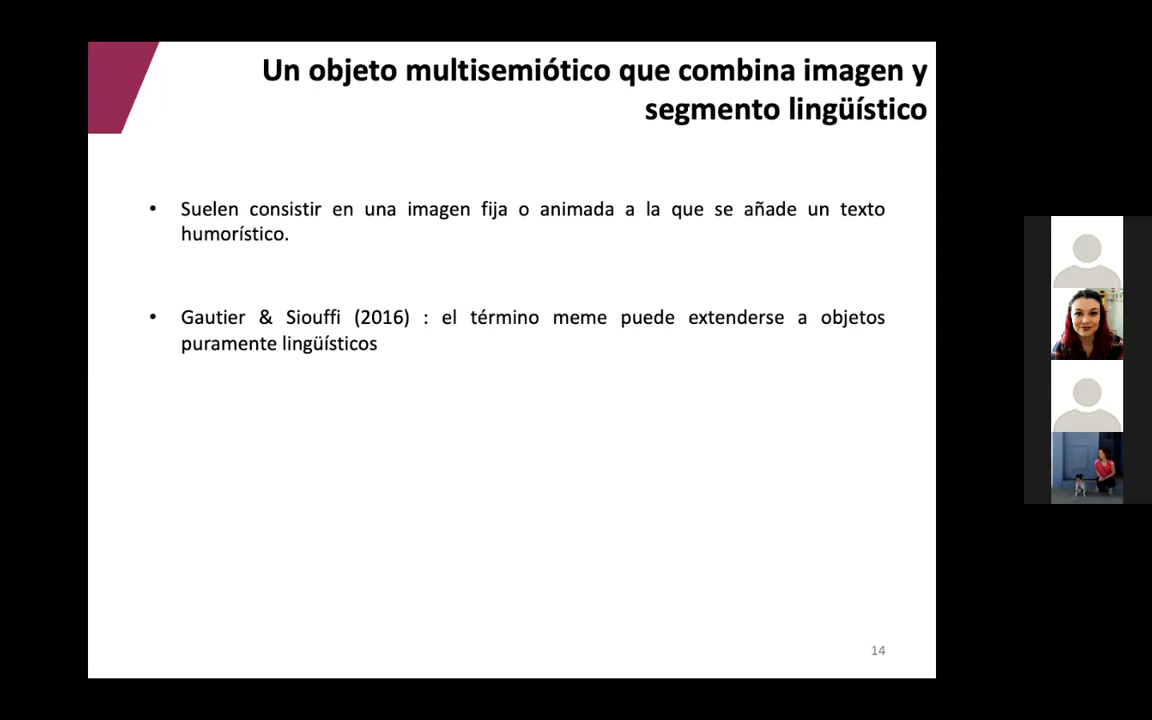 Un objeto multisemiótico que combina imagen y
segmento lingüístico
• Suelen consistir en una imagen fija o animada a la que se añade un texto
humorístico.
• Gautier & Siouffi (2016) : el término meme puede extenderse a objetos
puramente lingüísticos
14